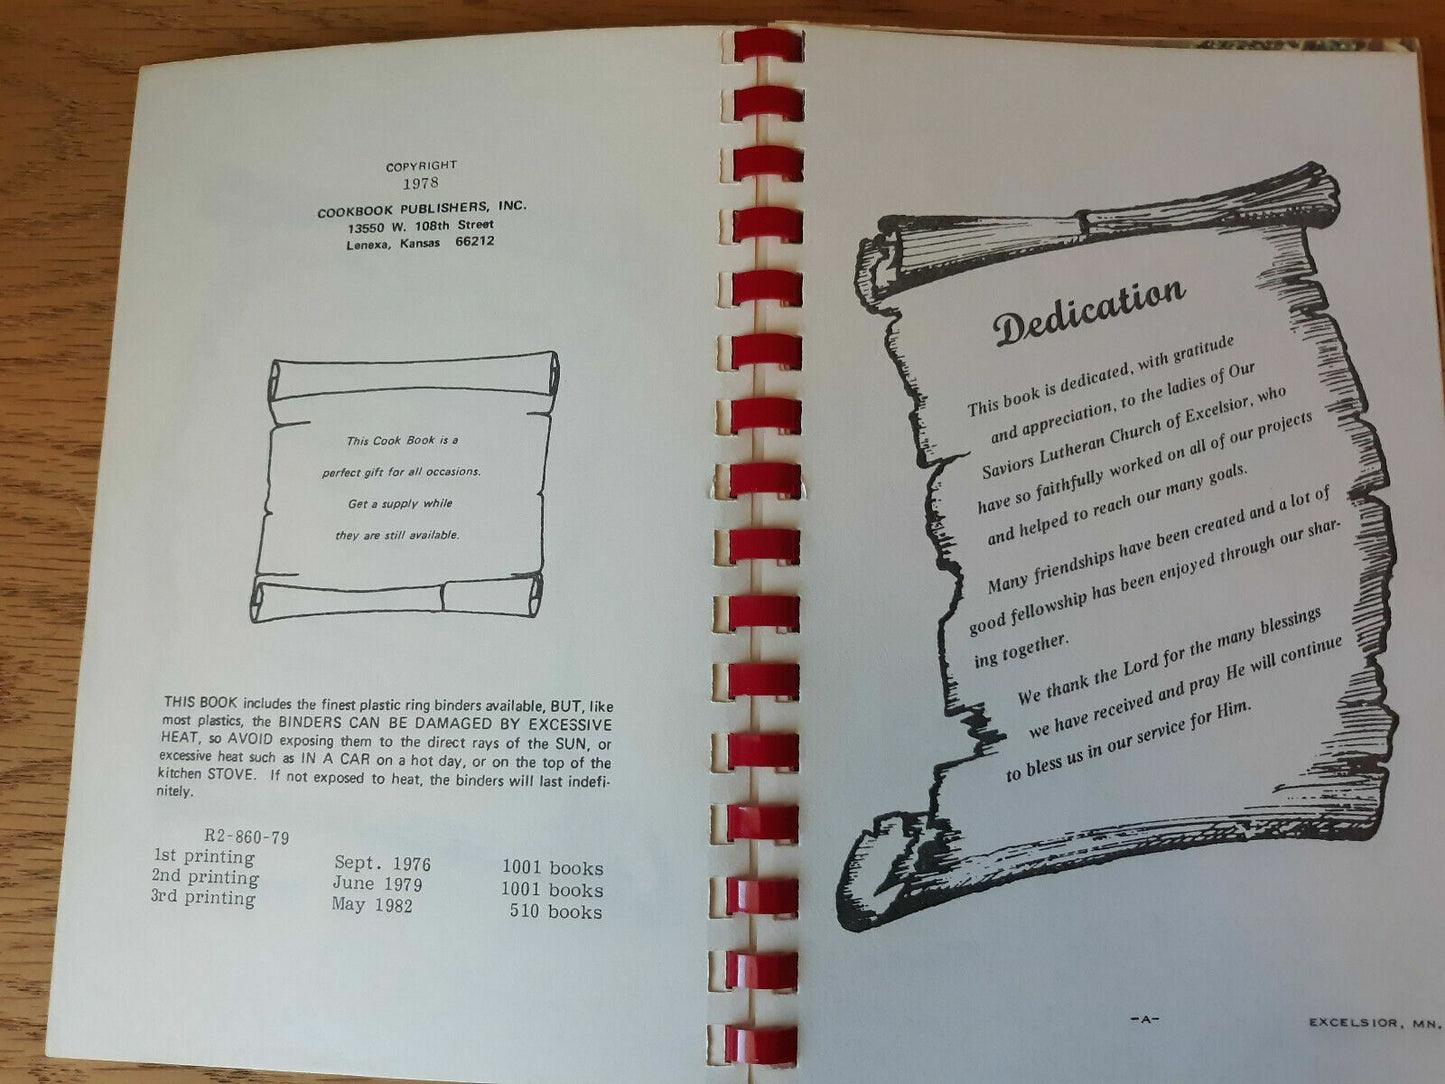 COPYRIGHT
1978
COOKBOOK PUBLISHERS, INC.
13550 W. 108th Street
Lenexa, Kansas 66212
This Cook Book is a
perfect gift for all occasions.
Get a supply while
they are still available.
THIS BOOK includes the finest plastic ring binders available, BUT, like
most plastics, the BINDERS CAN BE DAMAGED BY EXCESSIVE
HEAT, so AVOID exposing them to the direct rays of the SUN, or
excessive heat such as IN A CAR on a hot day, or on the top of the
kitchen STOVE. If not exposed to heat, the binders will last indefi-
nitely.
R2-860-79
1st printing Sept. 1976 1001 books
2nd printing June 1979 1001 books
3rd printing May 1982 510 books
Dedication
This book is dedicated, with gratitude
and appreciation, to the ladies of Our
Saviors Lutheran Church of Excelsior, who
have so faithfully worked on all of our projects
and helped to reach our many goals.
Many friendships have been created and a lot of
good fellowship has been enjoyed through our shar-
ing together.
We thank the Lord for the many blessings
we have received and pray He will continue
to bless us in our service for Him.
-A-
EXCELSIOR, MN.